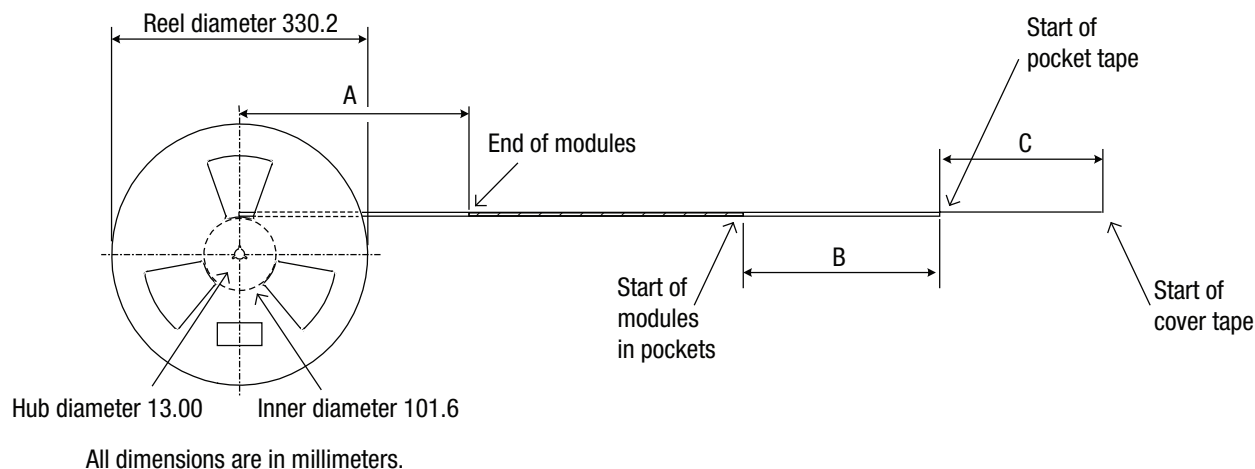 Reel diameter 330.2
Start of
pocket tape
A
End of modules
C
B
Start of
modules
in pockets
Start of
cover tape
Hub diameter 13.00
Inner diameter 101.6
All dimensions are in millimeters.